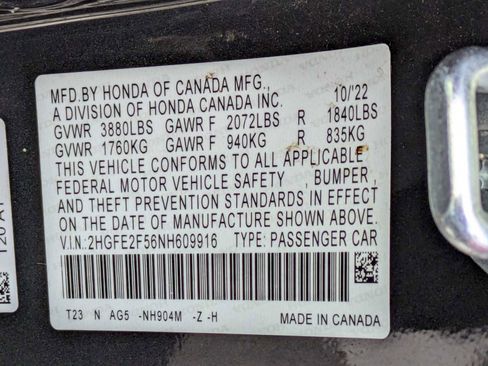 MFD.BY HONDA OF CANADA MFG., 10/'22
A DIVISION OF HONDA CANADA INC.
GVWR 3880LBS GAWR F 2072LBS R 1840LBS
GVWR 1760KG GAWR F 940KG R 835KG
THIS VEHICLE CONFORMS TO ALL APPLICABLE
FEDERAL MOTOR VEHICLE SAFETY , BUMPER,
AND THEFT PREVENTION STANDARDS IN EFFECT
ON THE DATE OF MANUFACTURE SHOWN ABOVE.
V.I.N:2HGFE2F56NH609916 TYPE: PASSENGER CAR
T23 N AG5 -NH904M -Z -H
MADE IN CANADA